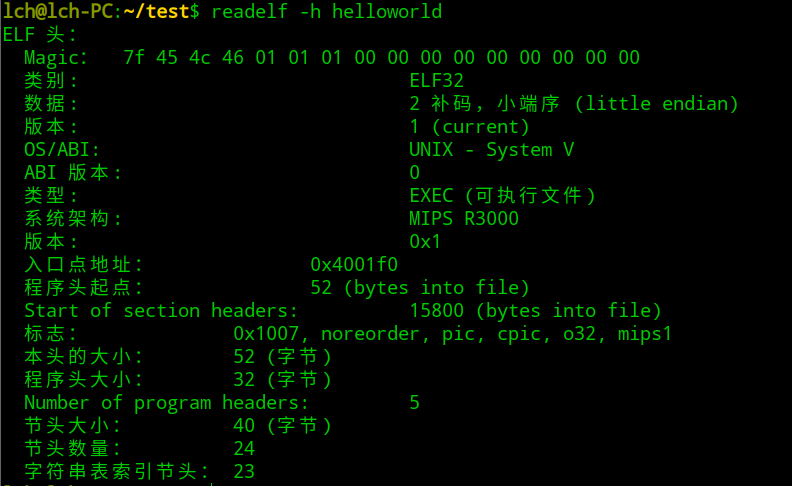 lch@lch-PC:~/test$ readelf -h helloworld
ELF 头：
Magic： 7f 45 4c 46 01 01 01 00 00 00 00 00 00 00 00 00
类别: ELF32
数据: 2 补码，小端序 (little endian)
版本: 1 (current)
OS/ABI: UNIX - System V
ABI 版本: 0
类型: EXEC (可执行文件)
系统架构: MIPS R3000
版本: 0x1
入口点地址： 0x4001f0
程序头起点： 52 (bytes into file)
Start of section headers: 15800 (bytes into file)
标志： 0x1007, noreorder, pic, cpic, o32, mips1
本头的大小： 52 (字节)
程序头大小： 32 (字节)
Number of program headers: 5
节头大小： 40 (字节)
节头数量： 24
字符串表索引节头： 23